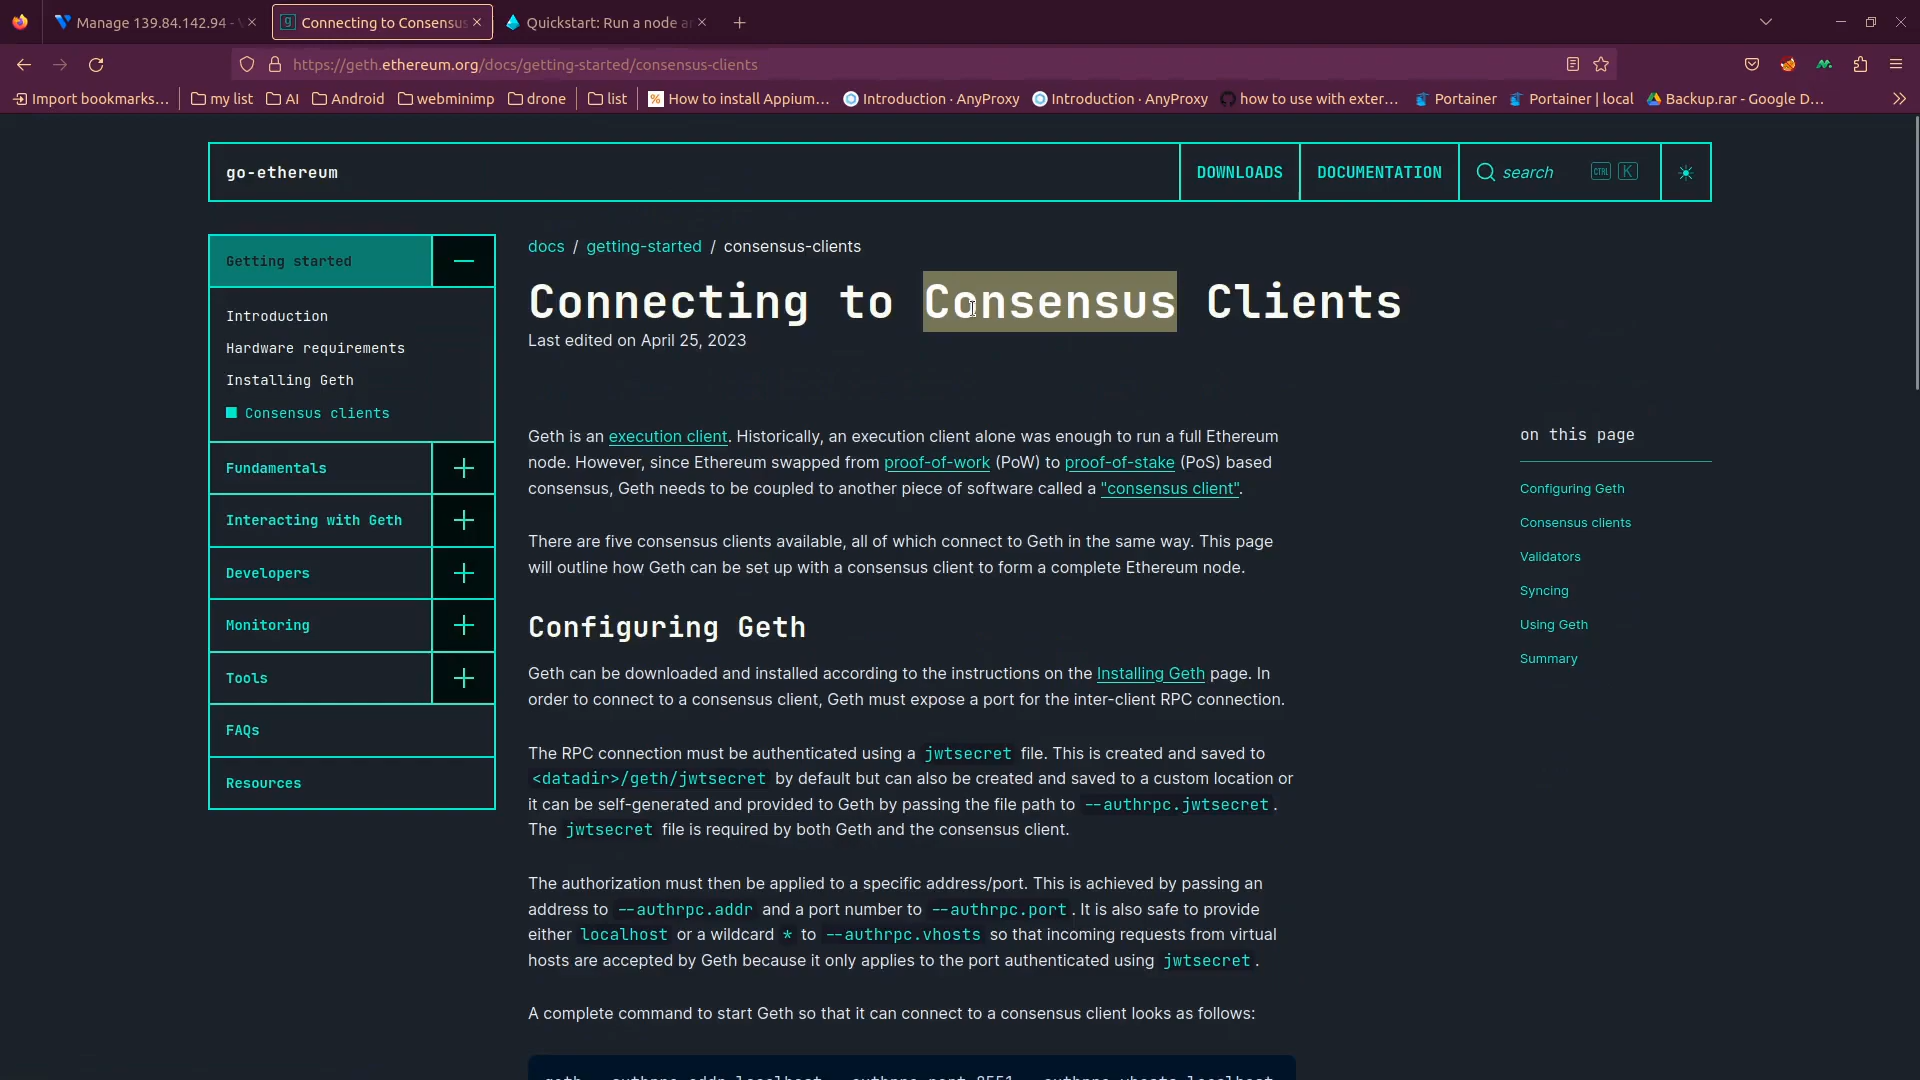 Manage 139.84.142.94 -
Connecting to Consensus
Quickstart: Run a node
https://geth.ethereum.org/docs/getting-started/consensus-clients
Import bookmarks...
my list
AI
Android
webminimp
drone
list
How to install Appium...
Introduction · AnyProxy
Introduction · AnyProxy
how to use with exter...
Portainer
Portainer | local
Backup.rar - Google D...
go-ethereum
DOWNLOADS
DOCUMENTATION
search
CTRL K
Getting started
Introduction
Hardware requirements
Installing Geth
Consensus clients
Fundamentals
Interacting with Geth
Developers
Monitoring
Tools
FAQs
Resources
docs / getting-started / consensus-clients
Connecting to Consensus Clients
Last edited on April 25, 2023
Geth is an execution client. Historically, an execution client alone was enough to run a full Ethereum
node. However, since Ethereum swapped from proof-of-work (PoW) to proof-of-stake (PoS) based
consensus, Geth needs to be coupled to another piece of software called a "consensus client".
There are five consensus clients available, all of which connect to Geth in the same way. This page
will outline how Geth can be set up with a consensus client to form a complete Ethereum node.
Configuring Geth
Geth can be downloaded and installed according to the instructions on the Installing Geth page. In
order to connect to a consensus client, Geth must expose a port for the inter-client RPC connection.
The RPC connection must be authenticated using a jwtsecret file. This is created and saved to
<datadir>/geth/jwtsecret by default but can also be created and saved to a custom location or
it can be self-generated and provided to Geth by passing the file path to --authrpc.jwtsecret.
The jwtsecret file is required by both Geth and the consensus client.
The authorization must then be applied to a specific address/port. This is achieved by passing an
address to --authrpc.addr and a port number to --authrpc.port. It is also safe to provide
either localhost or a wildcard * to --authrpc.vhosts so that incoming requests from virtual
hosts are accepted by Geth because it only applies to the port authenticated using jwtsecret.
A complete command to start Geth so that it can connect to a consensus client looks as follows:
geth --authrpc.addr localhost --authrpc.port 8551 --authrpc.vhosts localhost
on this page
Configuring Geth
Consensus clients
Validators
Syncing
Using Geth
Summary